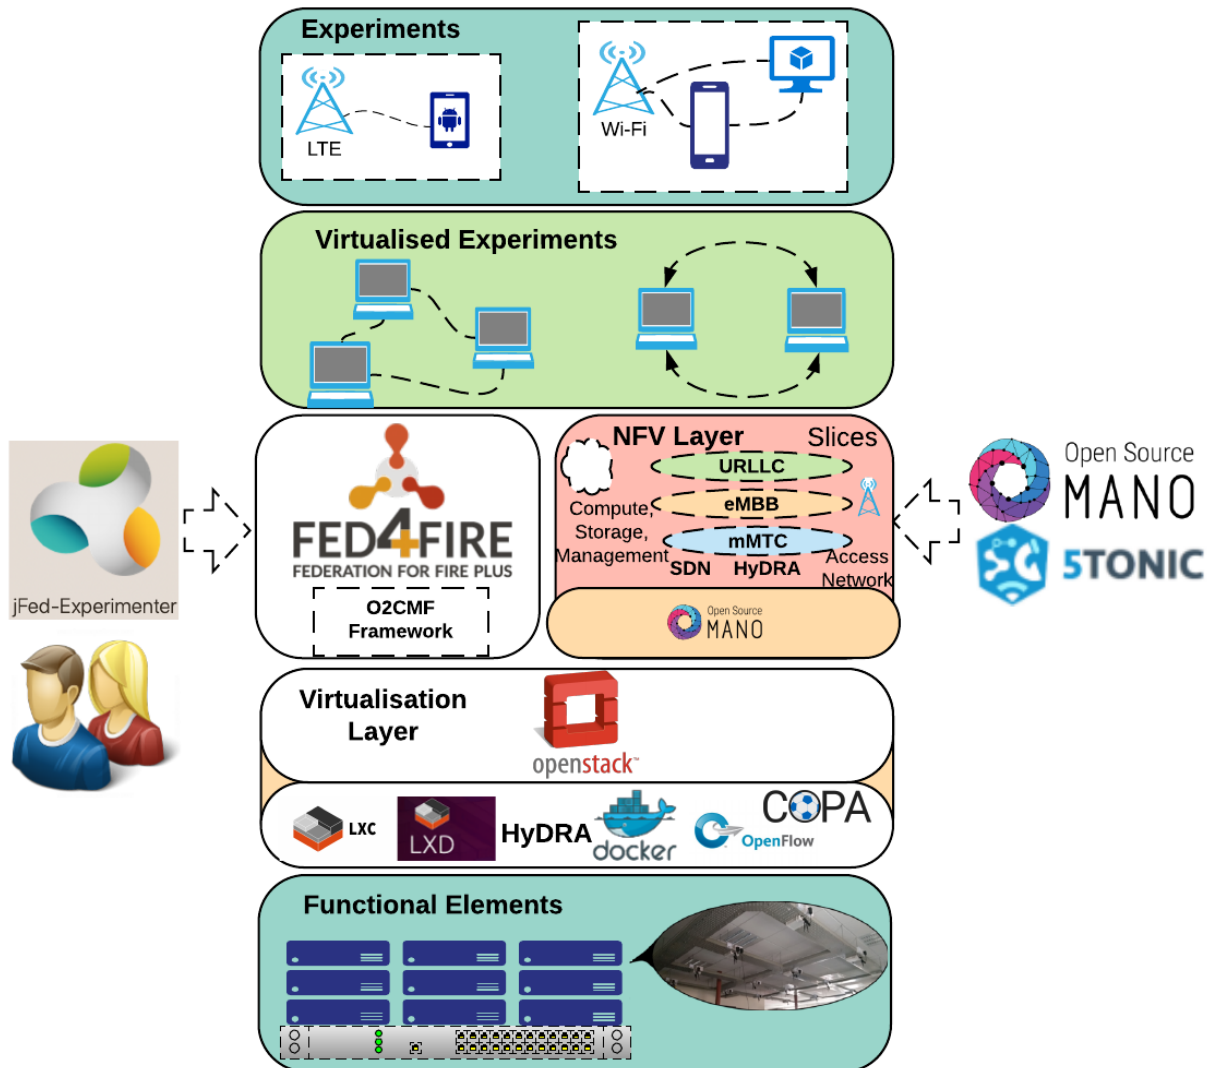 Experiments
LTE
Wi-Fi
Virtualised Experiments
jFed-Experimenter
FED4FIRE
FEDERATION FOR FIRE PLUS
O2CMF
Framework
NFV Layer
Slices
URLLC
eMBB
mMTC
Compute,
Storage,
Management
SDN
HyDRA
Access
Network
Open Source
MANO
Open Source
MANO
5TONIC
Virtualisation
Layer
openstack™
LXC
LXD
HyDRA
docker
OpenFlow
COPA
Functional Elements